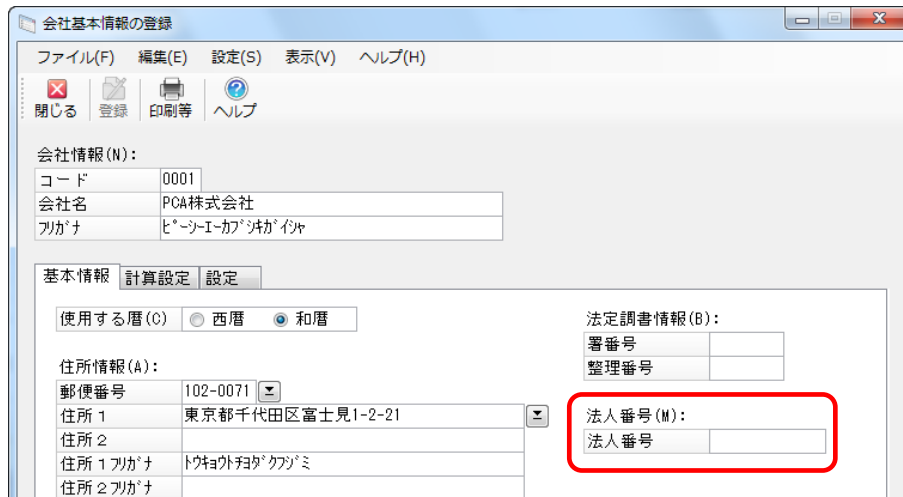 会社基本情報の登録
ファイル(F) 編集(E) 設定(S) 表示(V) ヘルプ(H)
閉じる 登録 印刷等 ヘルプ
会社情報(N):
コード 0001
会社名 PCA株式会社
フリガナ ピーシーエーカブシキガイシャ
基本情報 計算設定 設定
使用する暦(C) 西暦 和暦
法定調書情報(B):
署番号
整理番号
住所情報(A):
郵便番号 102-0071
住所1 東京都千代田区富士見1-2-21
住所2
住所1フリガナ トウキョウトチヨダクフジミ
住所2フリガナ
法人番号(M):
法人番号